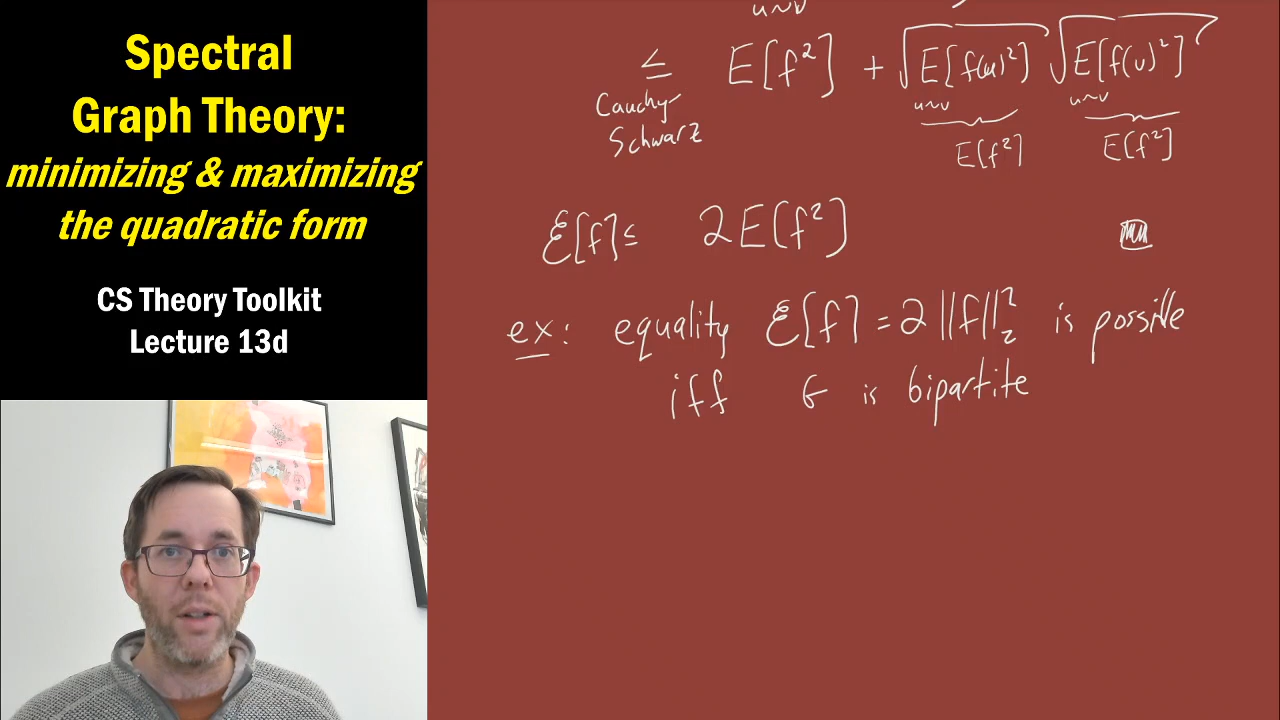 Spectral
Graph Theory:
minimizing & maximizing
the quadratic form
CS Theory Toolkit
Lecture 13d
u~v
≤ E[f²] + √E[f(u)²] √E[f(v)²]
Cauchy-
Schwarz
u~v u~v
E[f²] E[f²]
ℰ[f] ≤ 2E[f²]
ex: equality ℰ[f] = 2||f||₂² is possible
iff G is bipartite